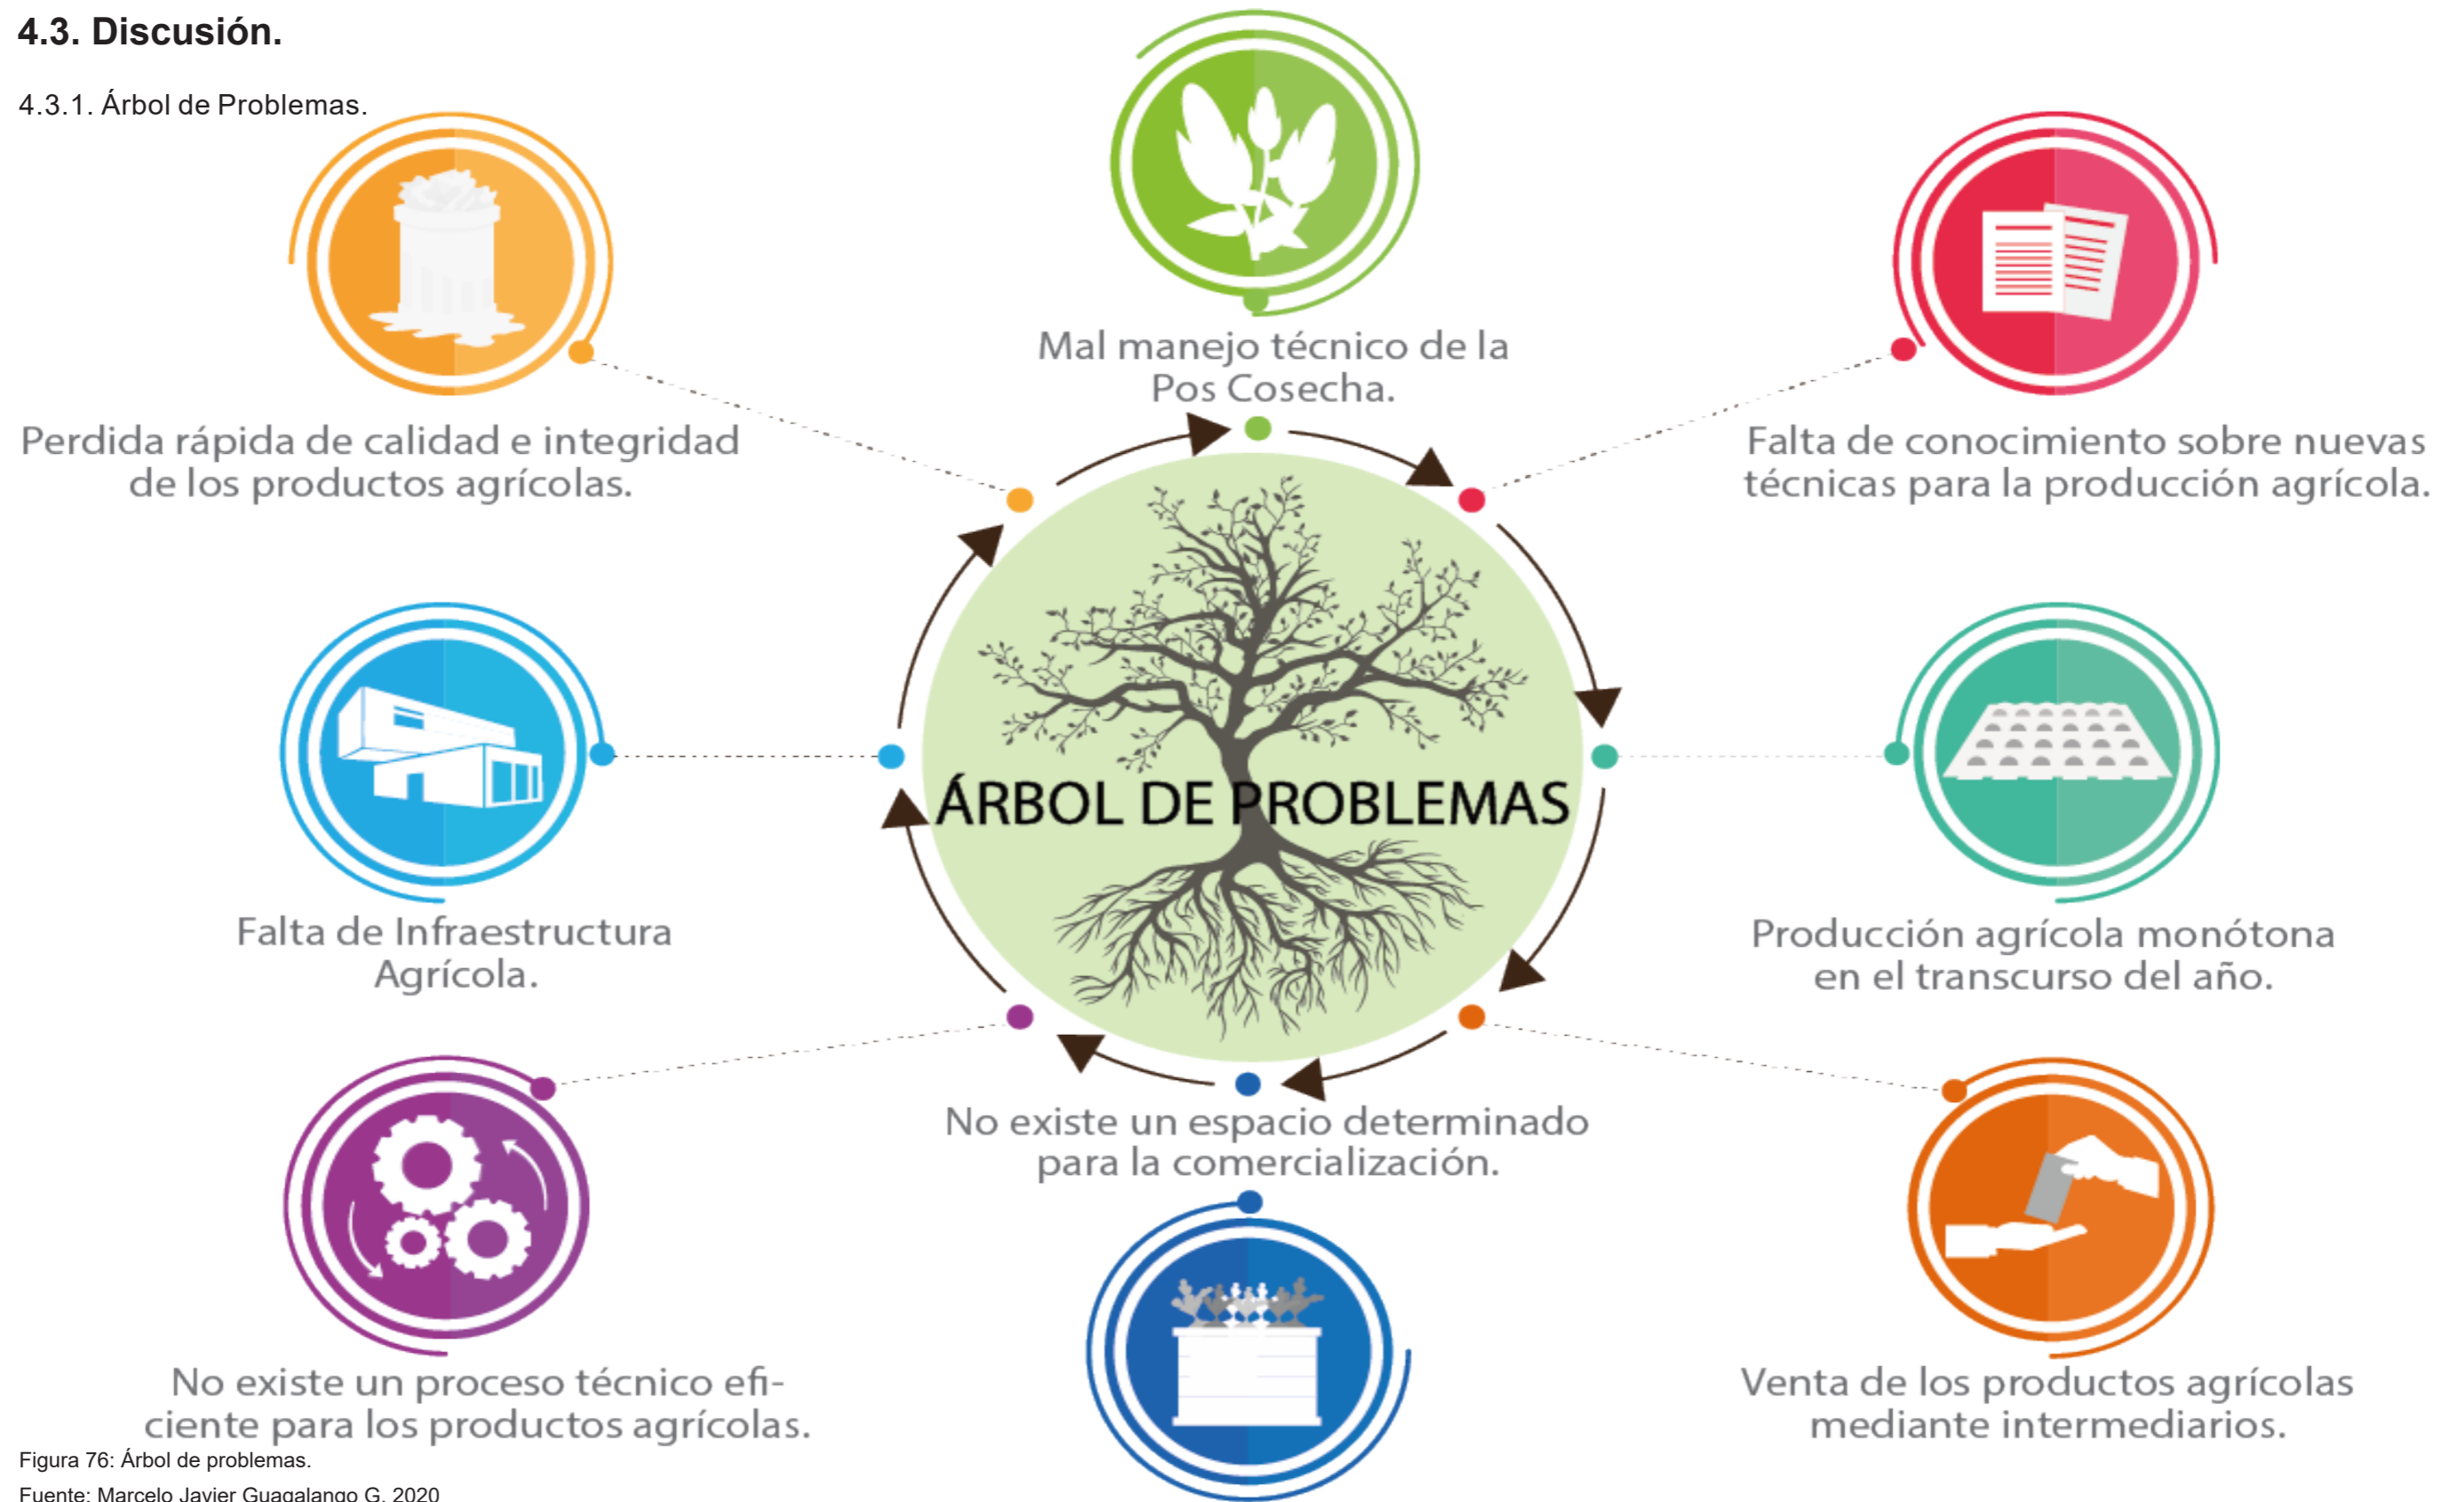 4.3. Discusión.
4.3.1. Árbol de Problemas.
Mal manejo técnico de la
Pos Cosecha.
Perdida rápida de calidad e integridad
de los productos agrícolas.
Falta de conocimiento sobre nuevas
técnicas para la producción agrícola.
ÁRBOL DE PROBLEMAS
Falta de Infraestructura
Agrícola.
Producción agrícola monótona
en el transcurso del año.
No existe un espacio determinado
para la comercialización.
No existe un proceso técnico efi-
ciente para los productos agrícolas.
Venta de los productos agrícolas
mediante intermediarios.
Figura 76: Árbol de problemas.
Fuente: Marcelo Javier Guagalango G. 2020